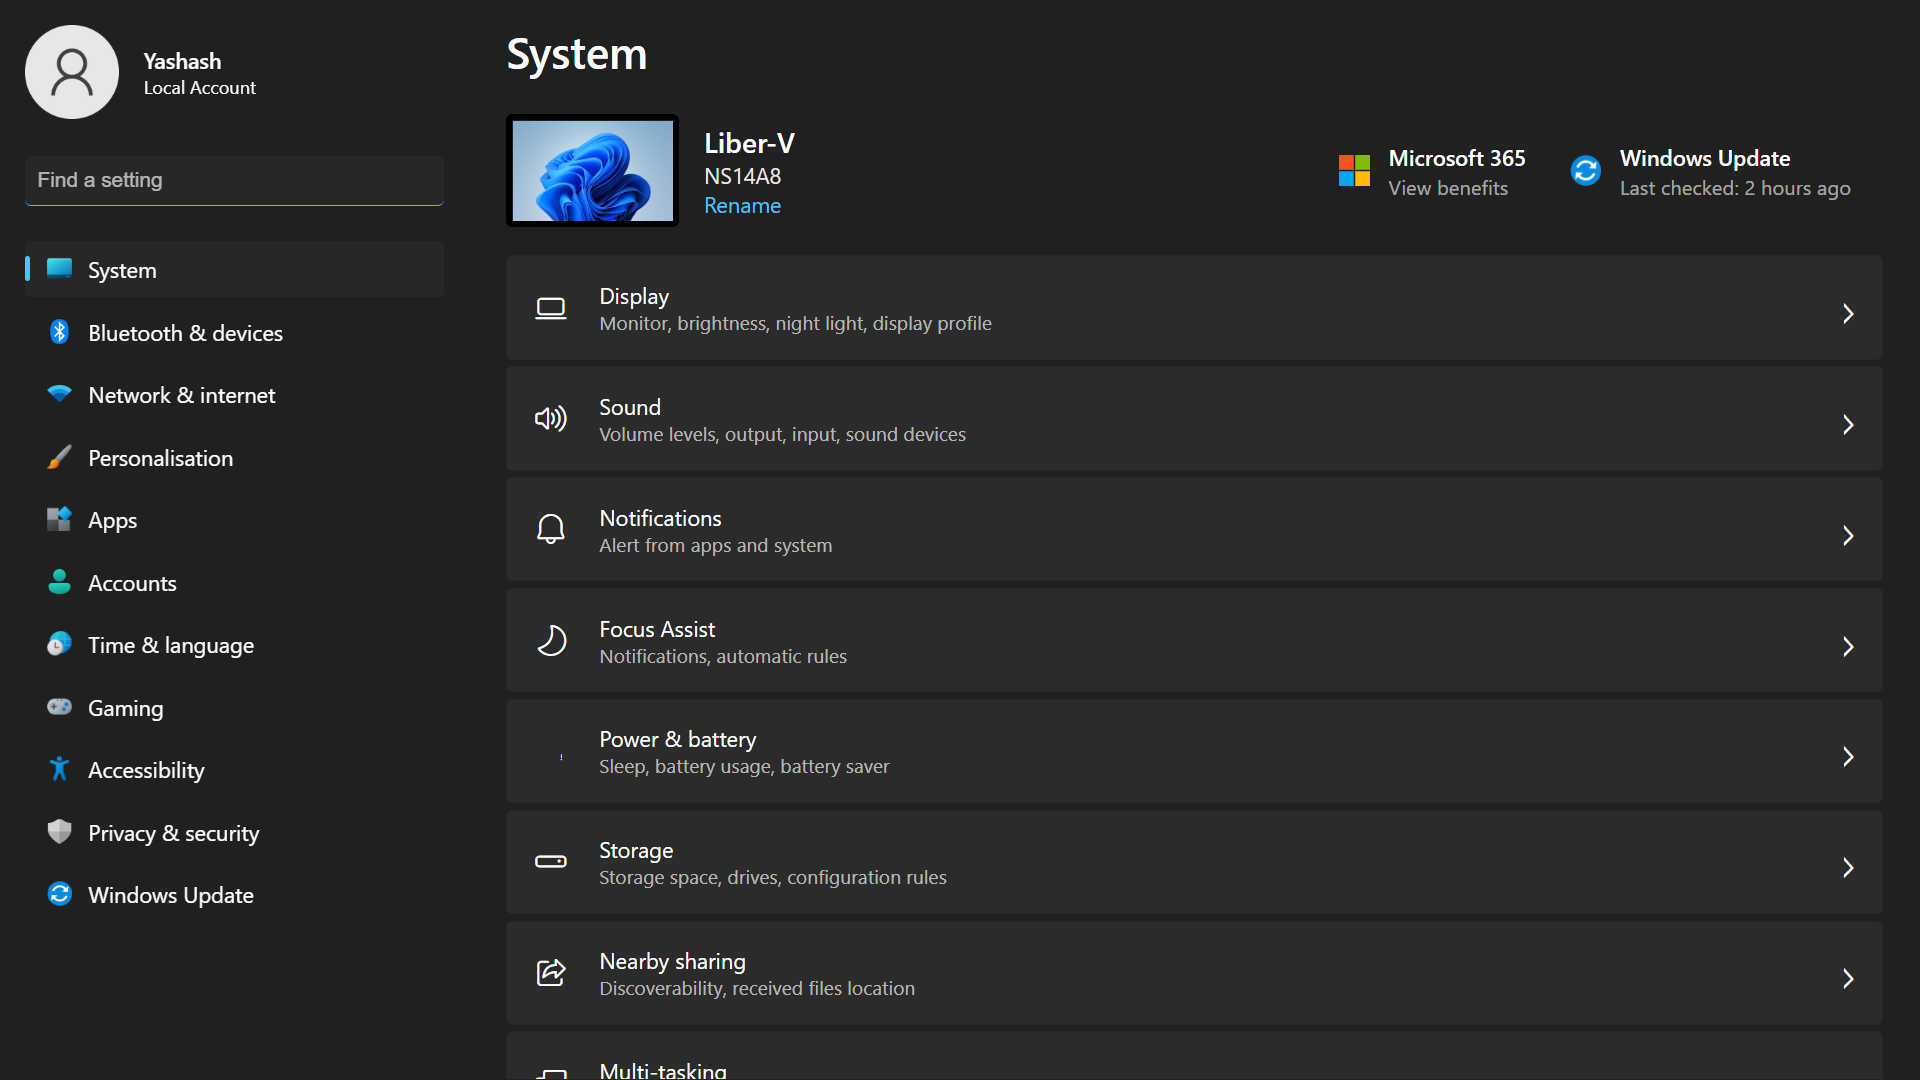 Yashash
Local Account
Find a setting
System
Bluetooth & devices
Network & internet
Personalisation
Apps
Accounts
Time & language
Gaming
Accessibility
Privacy & security
Windows Update
System
Liber-V
NS14A8
Rename
Microsoft 365
View benefits
Windows Update
Last checked: 2 hours ago
Display
Monitor, brightness, night light, display profile
Sound
Volume levels, output, input, sound devices
Notifications
Alert from apps and system
Focus Assist
Notifications, automatic rules
Power & battery
Sleep, battery usage, battery saver
Storage
Storage space, drives, configuration rules
Nearby sharing
Discoverability, received files location
Multi-tasking